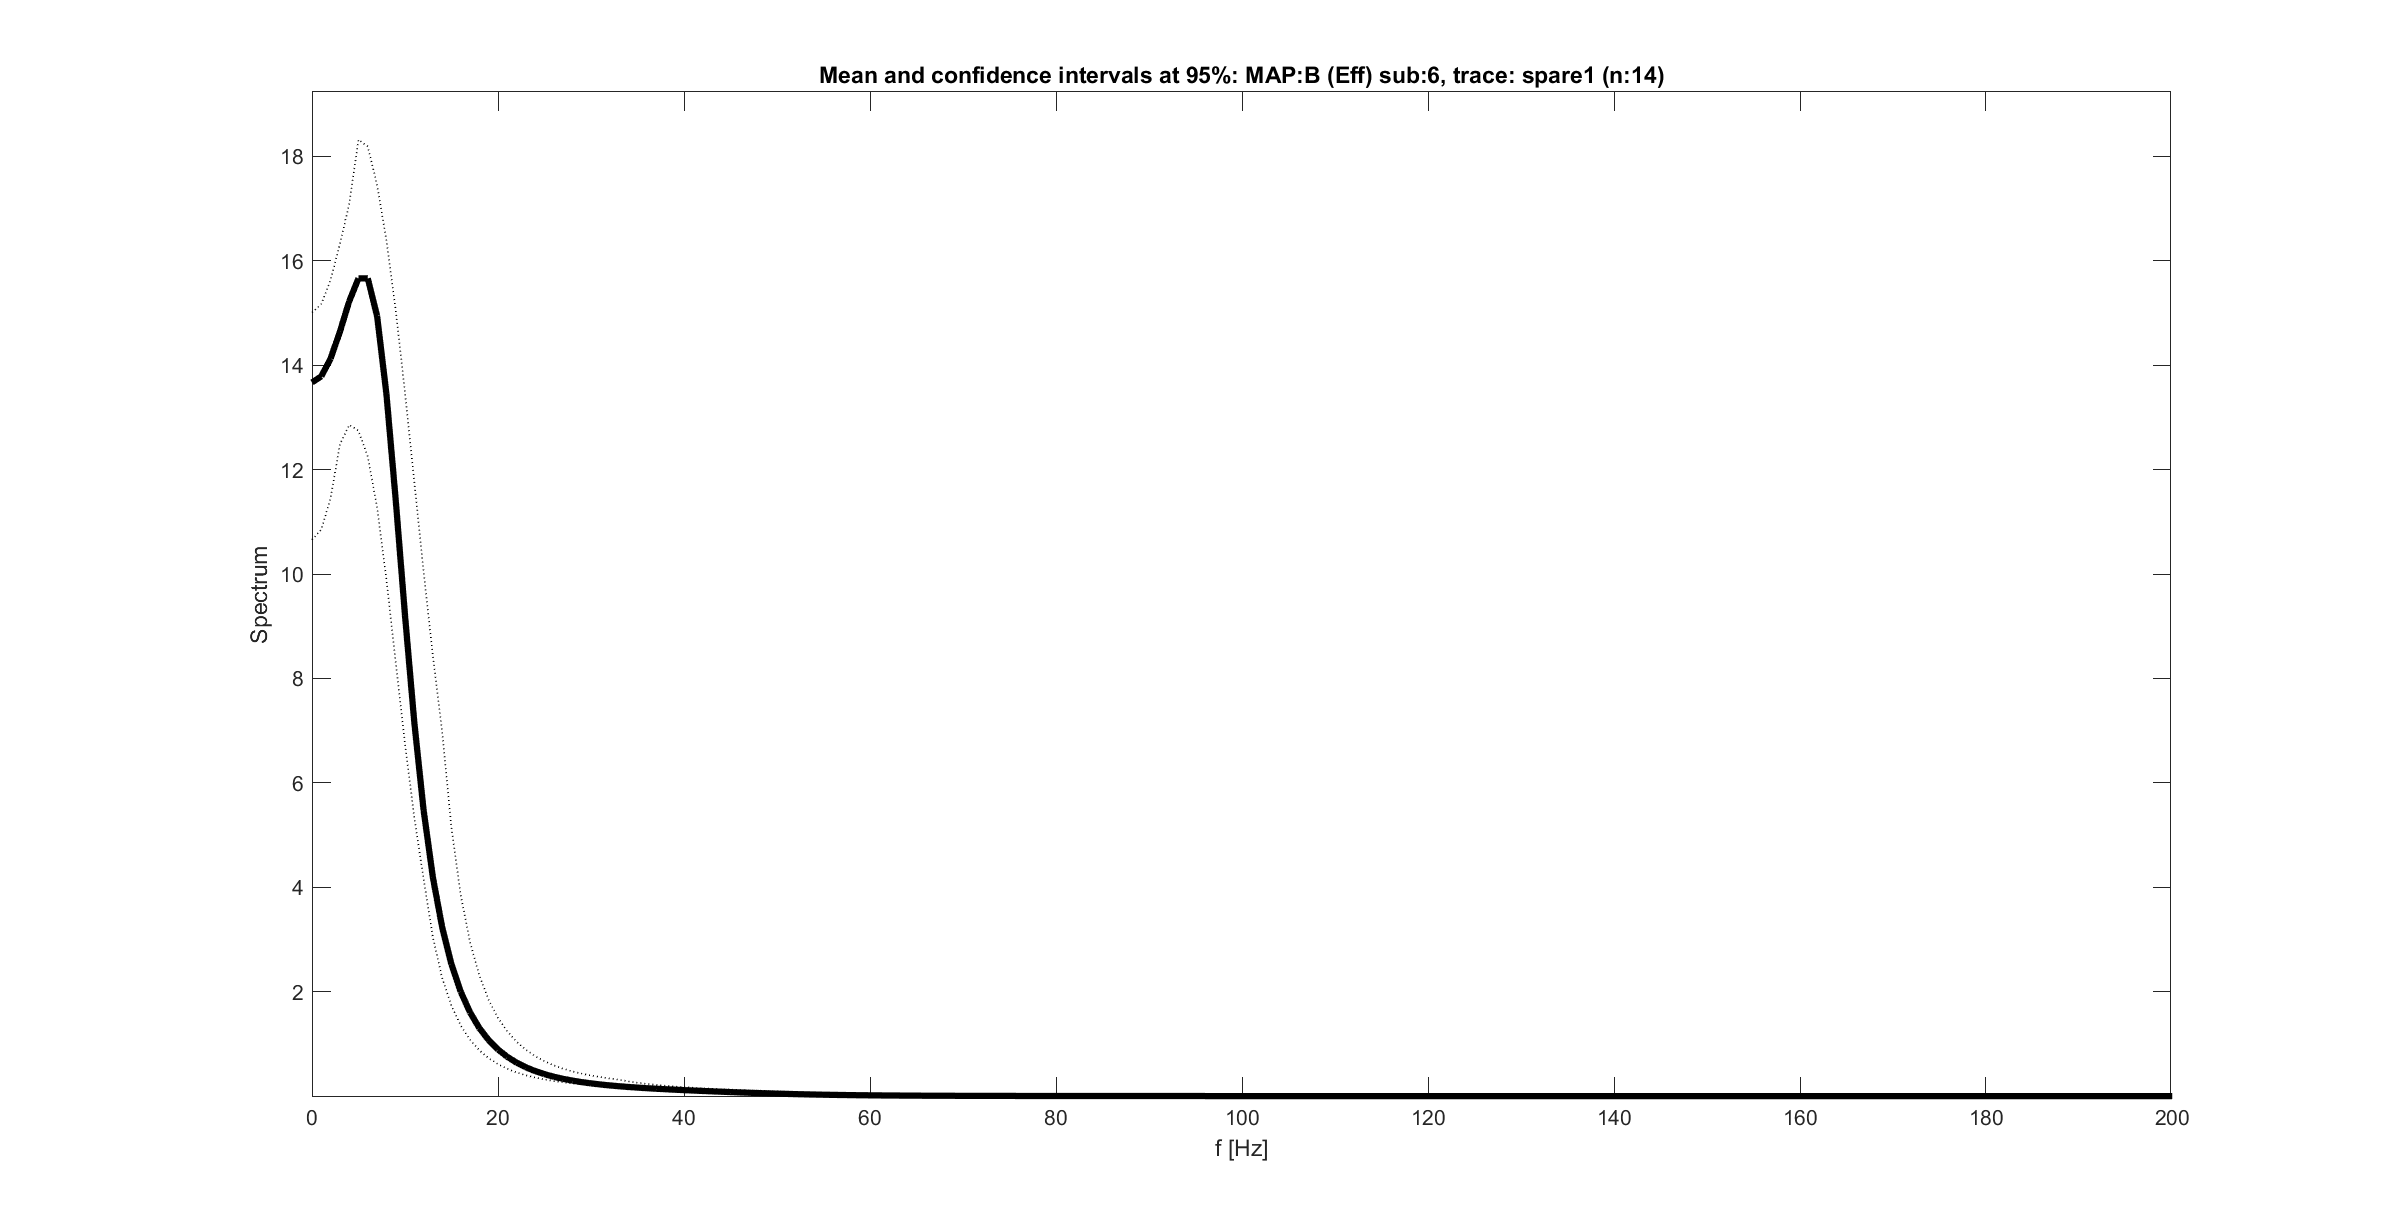 Mean and confidence intervals at 95%: MAP:B (Eff) sub:6, trace: spare1 (n:14)
18
16
14
12
10
8
6
4
2
Spectrum
0 20 40 60 80 100 120 140 160 180 200
f [Hz]